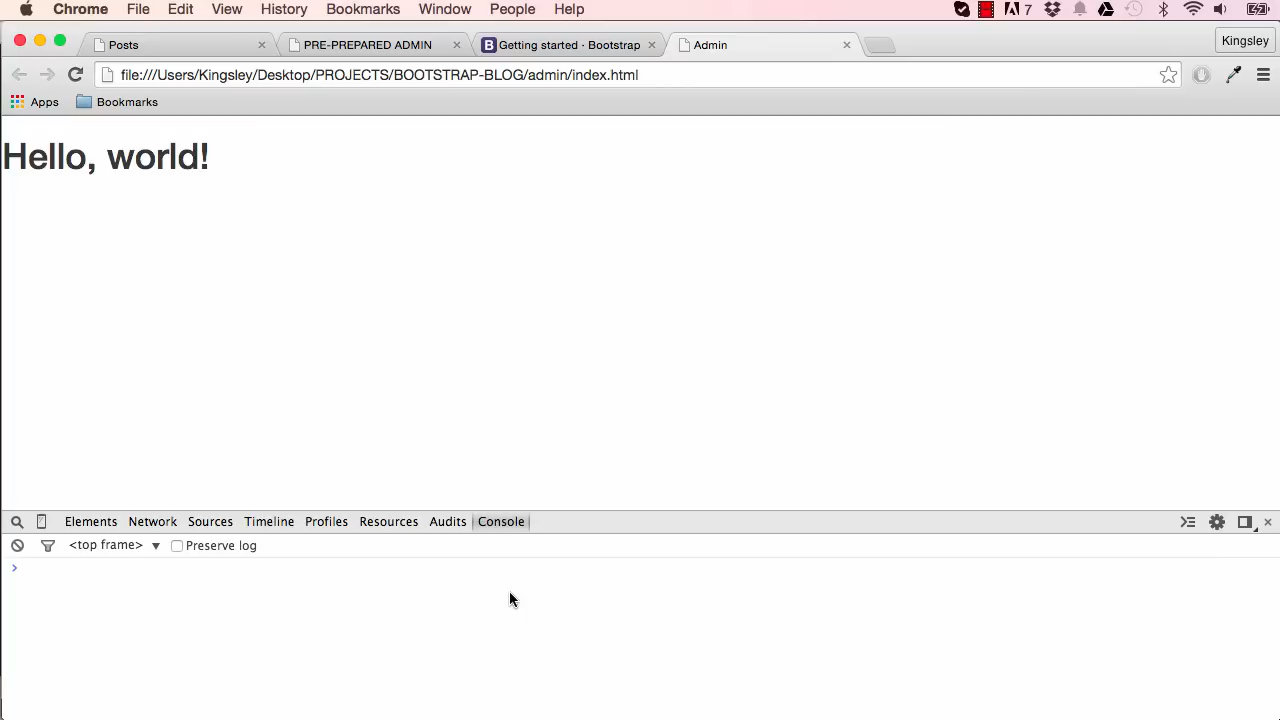 Chrome File Edit View History Bookmarks Window People Help 7
Posts PRE-PREPARED ADMIN Getting started · Bootstrap Admin Kingsley
file:///Users/Kingsley/Desktop/PROJECTS/BOOTSTRAP-BLOG/admin/index.html
Apps Bookmarks
Hello, world!
Elements Network Sources Timeline Profiles Resources Audits Console
<top frame> Preserve log